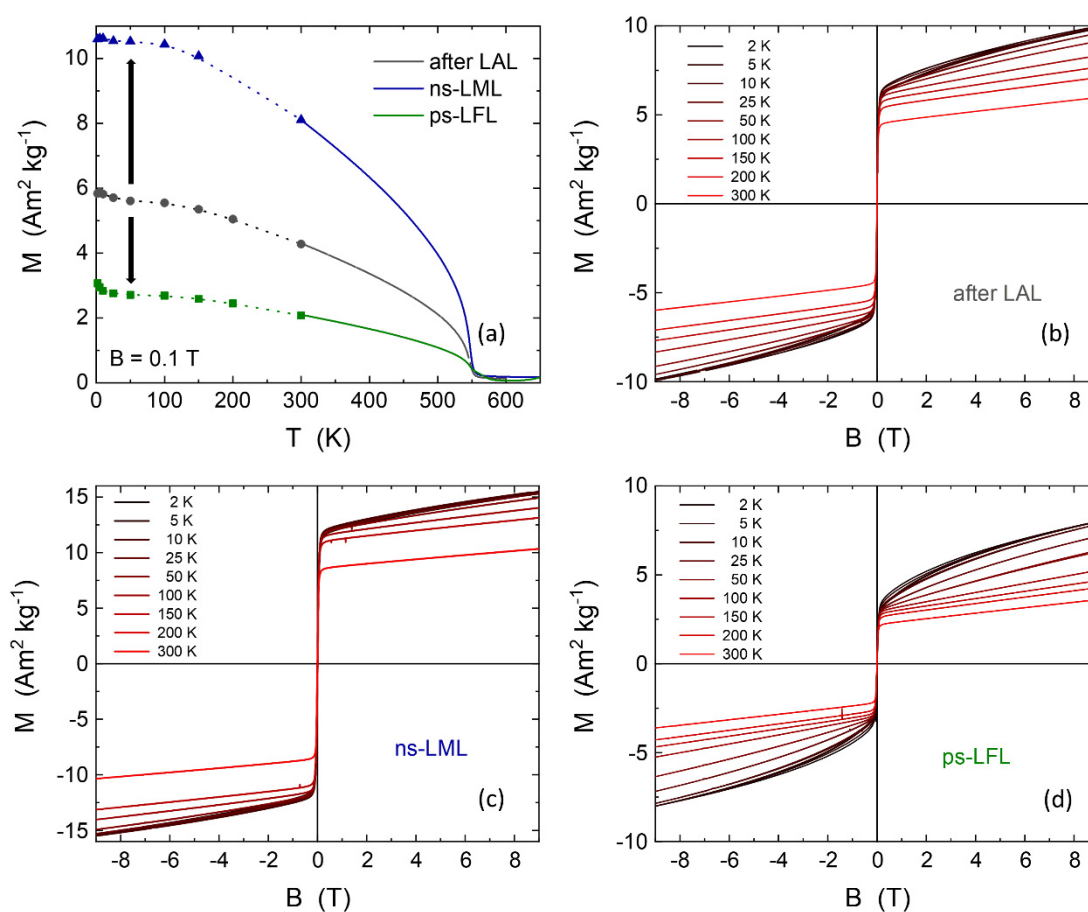 10
8
6
4
2
0
M (Am² kg⁻¹)
after LAL
ns-LML
ps-LFL
(a)
B = 0.1 T
0 100 200 300 400 500 600
T (K)
10
5
0
-5
-10
M (Am² kg⁻¹)
2 K
5 K
10 K
25 K
50 K
100 K
150 K
200 K
300 K
after LAL
(b)
-8 -6 -4 -2 0 2 4 6 8
B (T)
15
10
5
0
-5
-10
-15
M (Am² kg⁻¹)
2 K
5 K
10 K
25 K
50 K
100 K
150 K
200 K
300 K
ns-LML
(c)
-8 -6 -4 -2 0 2 4 6 8
B (T)
10
5
0
-5
-10
M (Am² kg⁻¹)
2 K
5 K
10 K
25 K
50 K
100 K
150 K
200 K
300 K
ps-LFL
(d)
-8 -6 -4 -2 0 2 4 6 8
B (T)